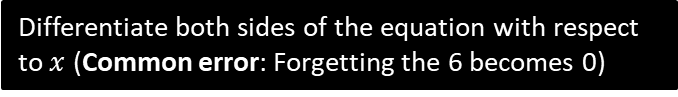 Differentiate both sides of the equation with respect
to x (Common error: Forgetting the 6 becomes 0)